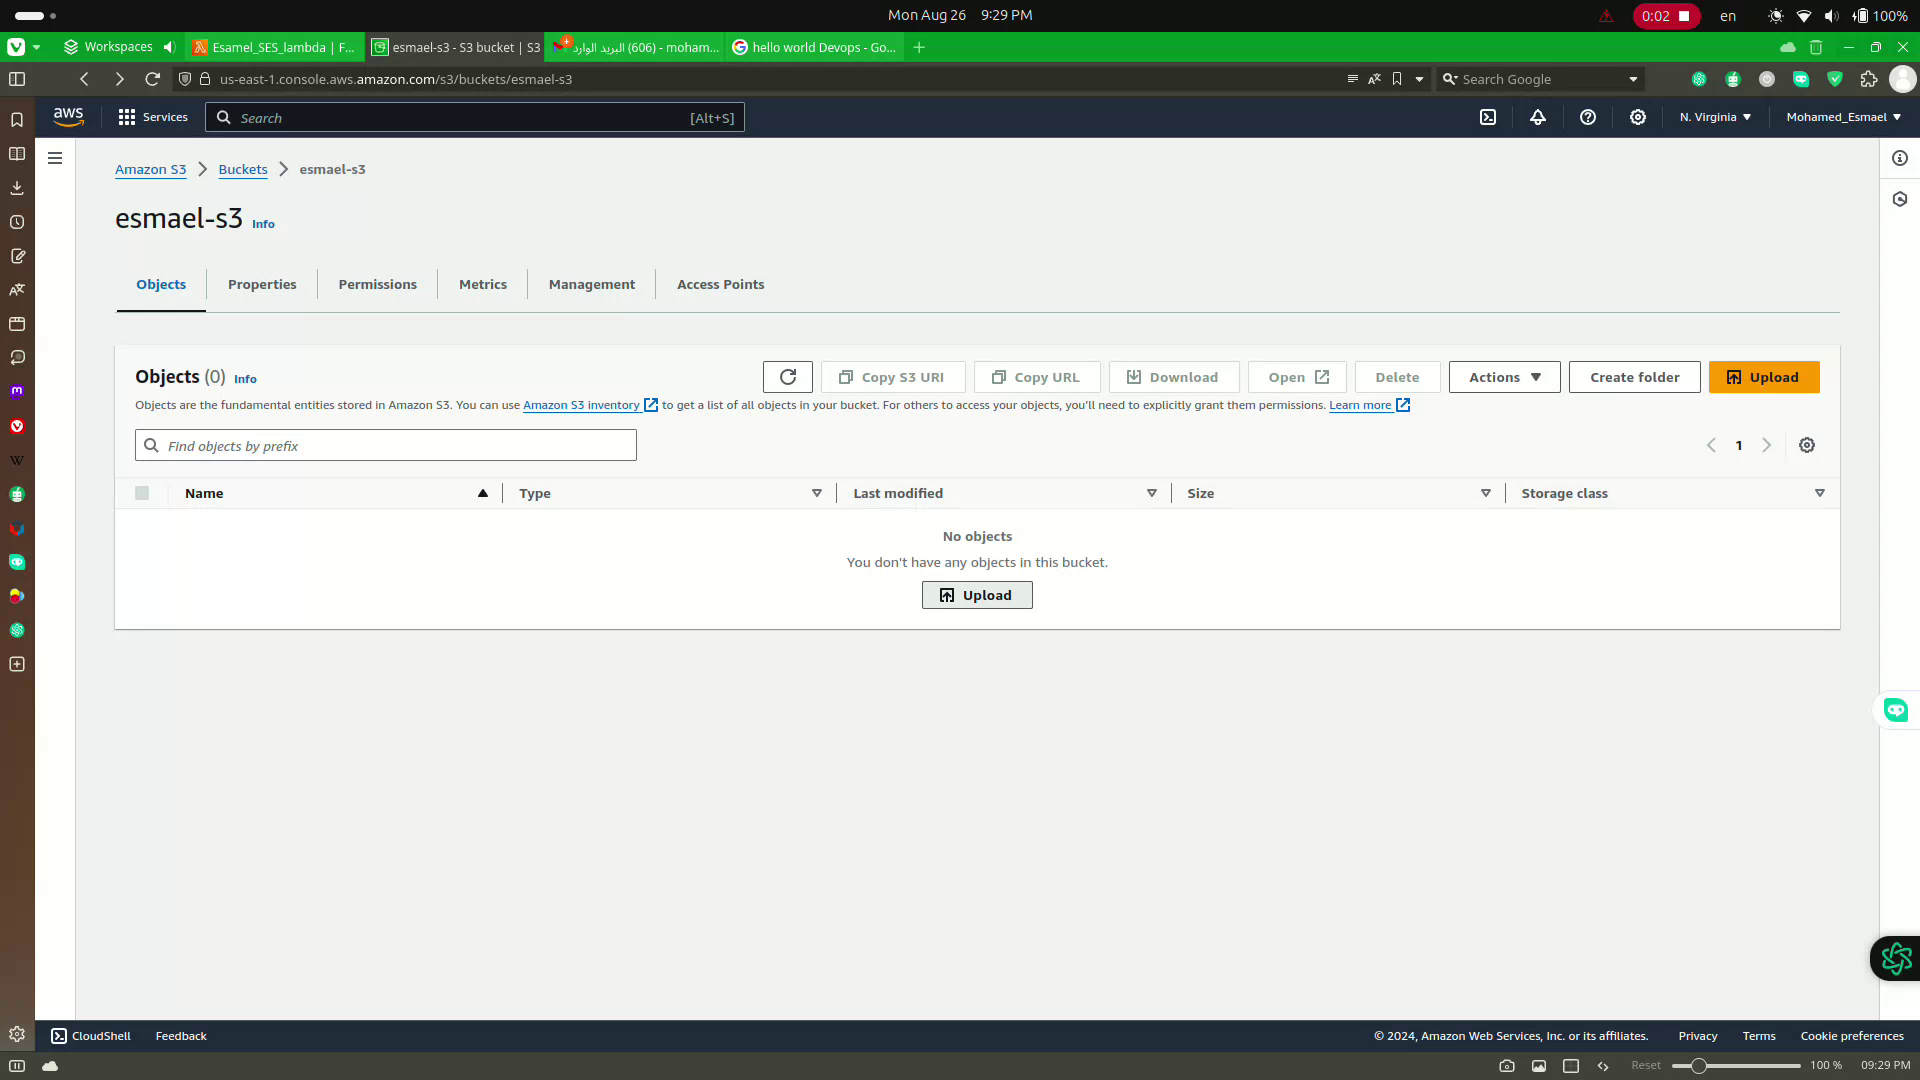 Mon Aug 26 9:29 PM
0:02
en
100%
Workspaces
Esamel_SES_lambda | F...
esmael-s3 - S3 bucket | S3
البريد الوارد (606) - moham...
hello world Devops - Go...
us-east-1.console.aws.amazon.com/s3/buckets/esmael-s3
Search Google
aws
Services
Search
[Alt+S]
N. Virginia
Mohamed_Esmael
Amazon S3
Buckets
esmael-s3
esmael-s3 Info
Objects
Properties
Permissions
Metrics
Management
Access Points
Objects (0) Info
Copy S3 URI
Copy URL
Download
Open
Delete
Actions
Create folder
Upload
Objects are the fundamental entities stored in Amazon S3. You can use Amazon S3 inventory to get a list of all objects in your bucket. For others to access your objects, you'll need to explicitly grant them permissions. Learn more
Find objects by prefix
1
Name
Type
Last modified
Size
Storage class
No objects
You don't have any objects in this bucket.
Upload
CloudShell
Feedback
© 2024, Amazon Web Services, Inc. or its affiliates.
Privacy
Terms
Cookie preferences
Reset
100 %
09:29 PM